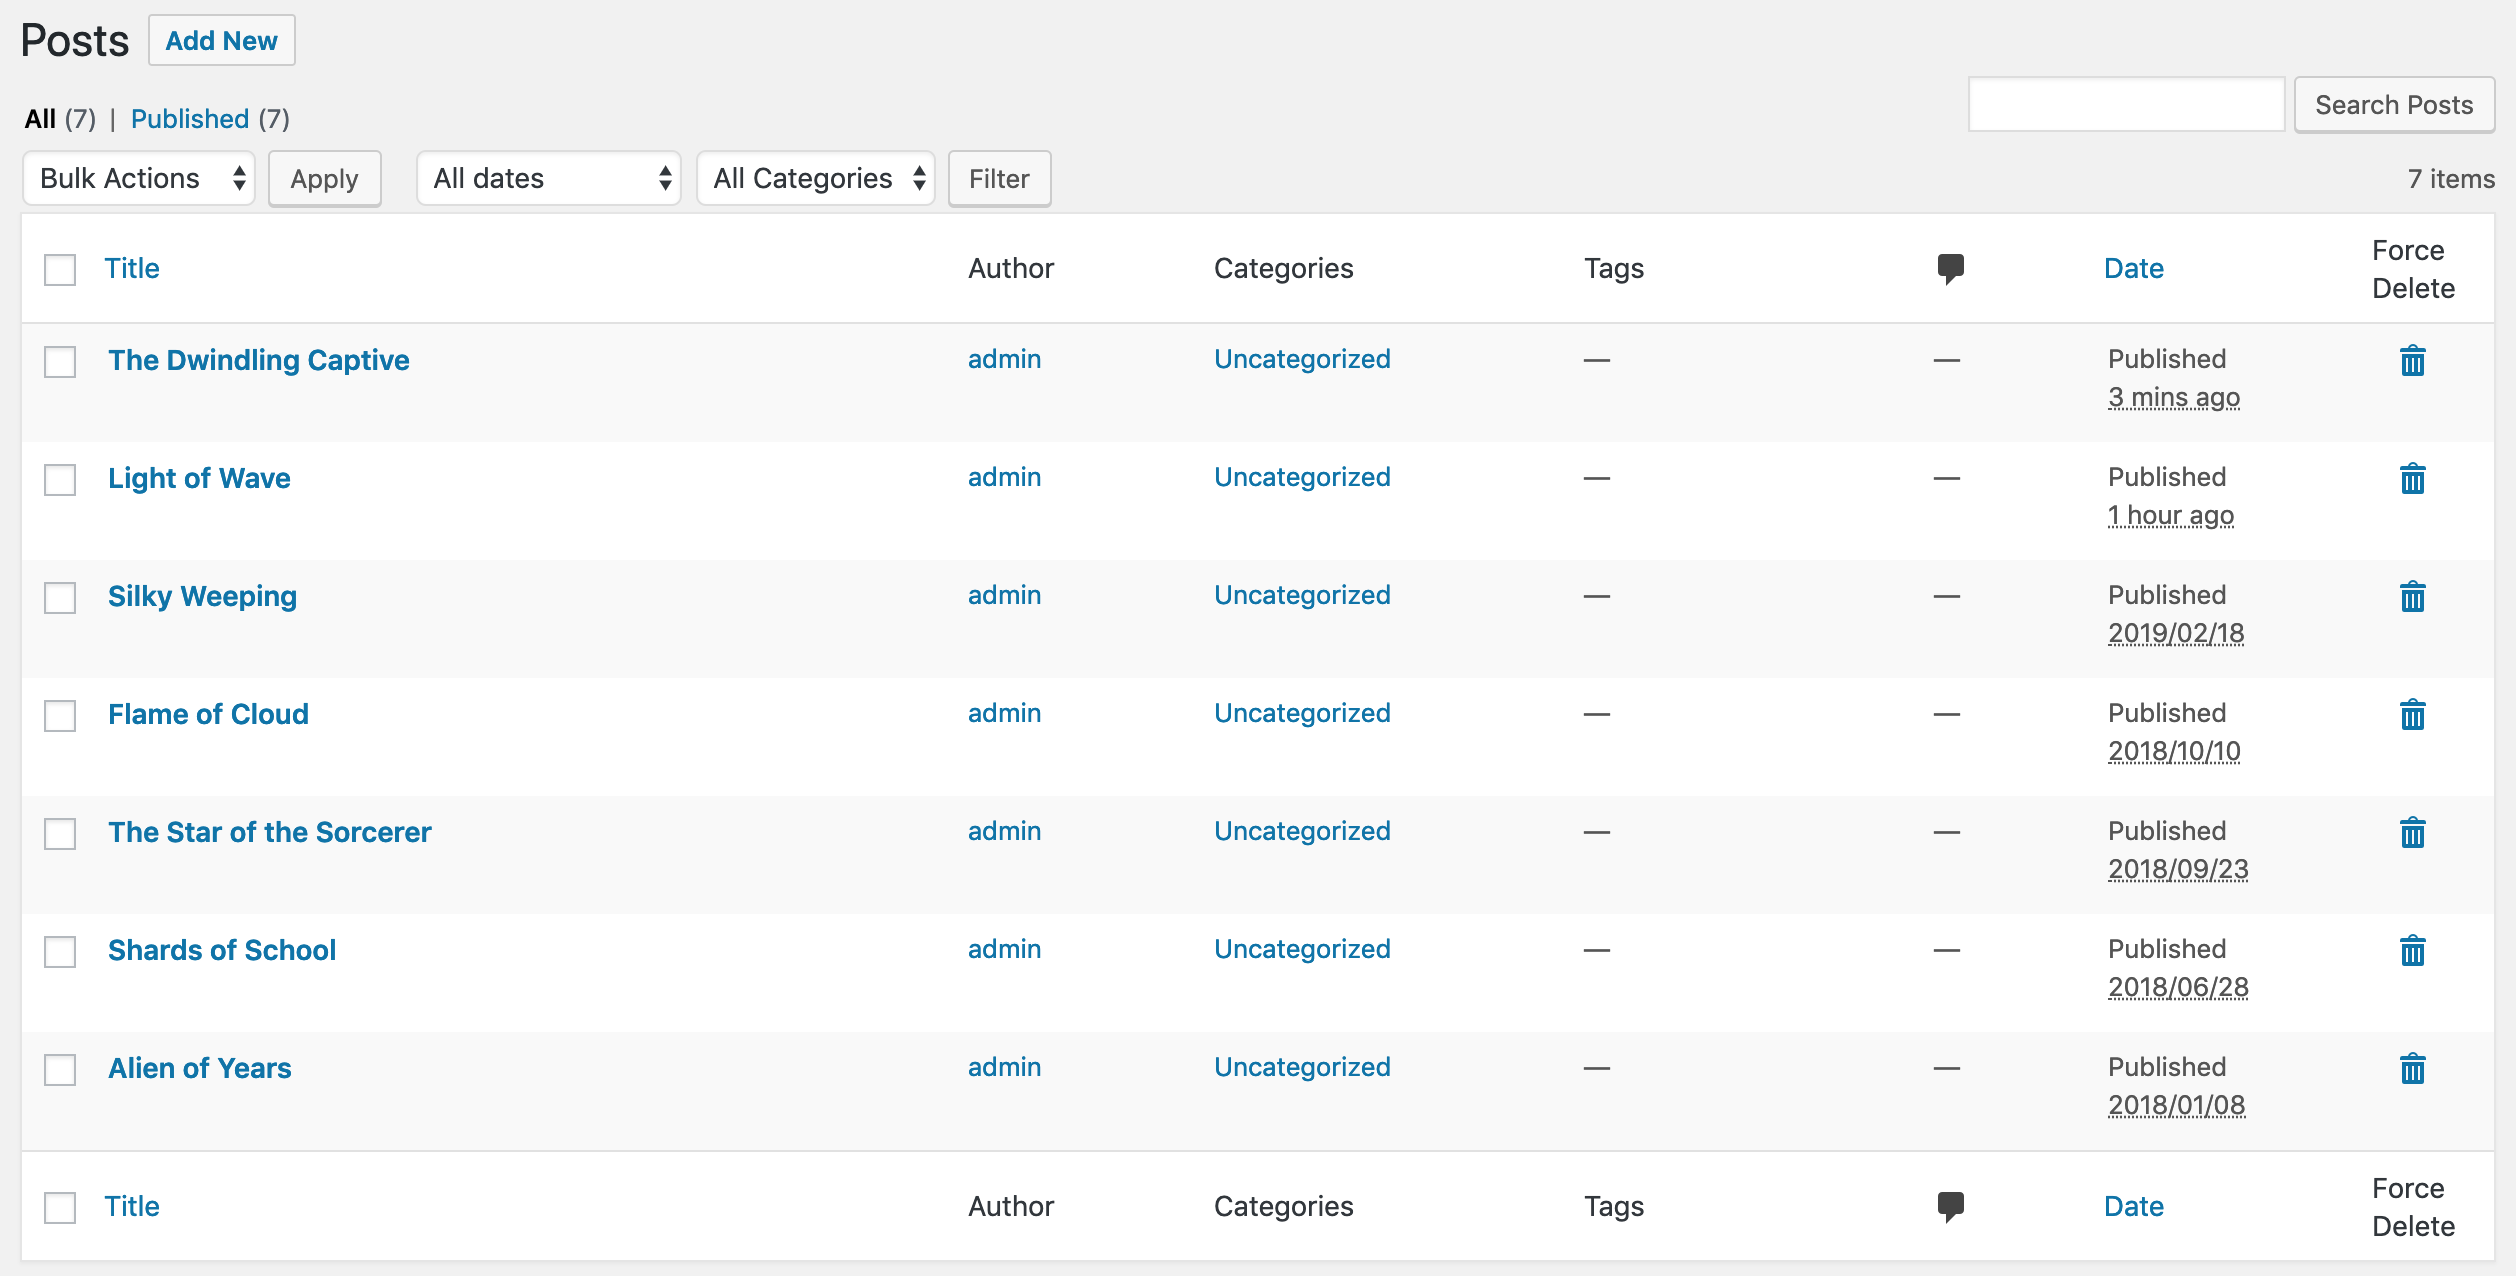 Posts Add New
All (7) | Published (7)
Search Posts
Bulk Actions Apply All dates All Categories Filter 7 items
Title Author Categories Tags Date Force Delete
The Dwindling Captive admin Uncategorized — — Published
3 mins ago
Light of Wave admin Uncategorized — — Published
1 hour ago
Silky Weeping admin Uncategorized — — Published
2019/02/18
Flame of Cloud admin Uncategorized — — Published
2018/10/10
The Star of the Sorcerer admin Uncategorized — — Published
2018/09/23
Shards of School admin Uncategorized — — Published
2018/06/28
Alien of Years admin Uncategorized — — Published
2018/01/08
Title Author Categories Tags Date Force Delete